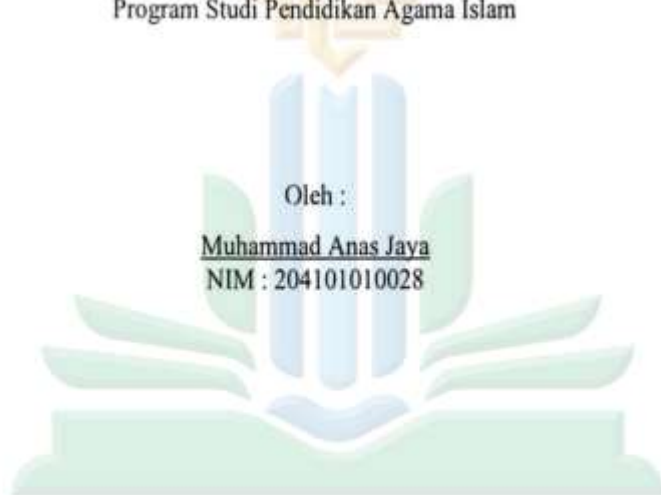 Program Studi Pendidikan Agama Islam
Oleh :
Muhammad Anas Jaya
NIM : 204101010028